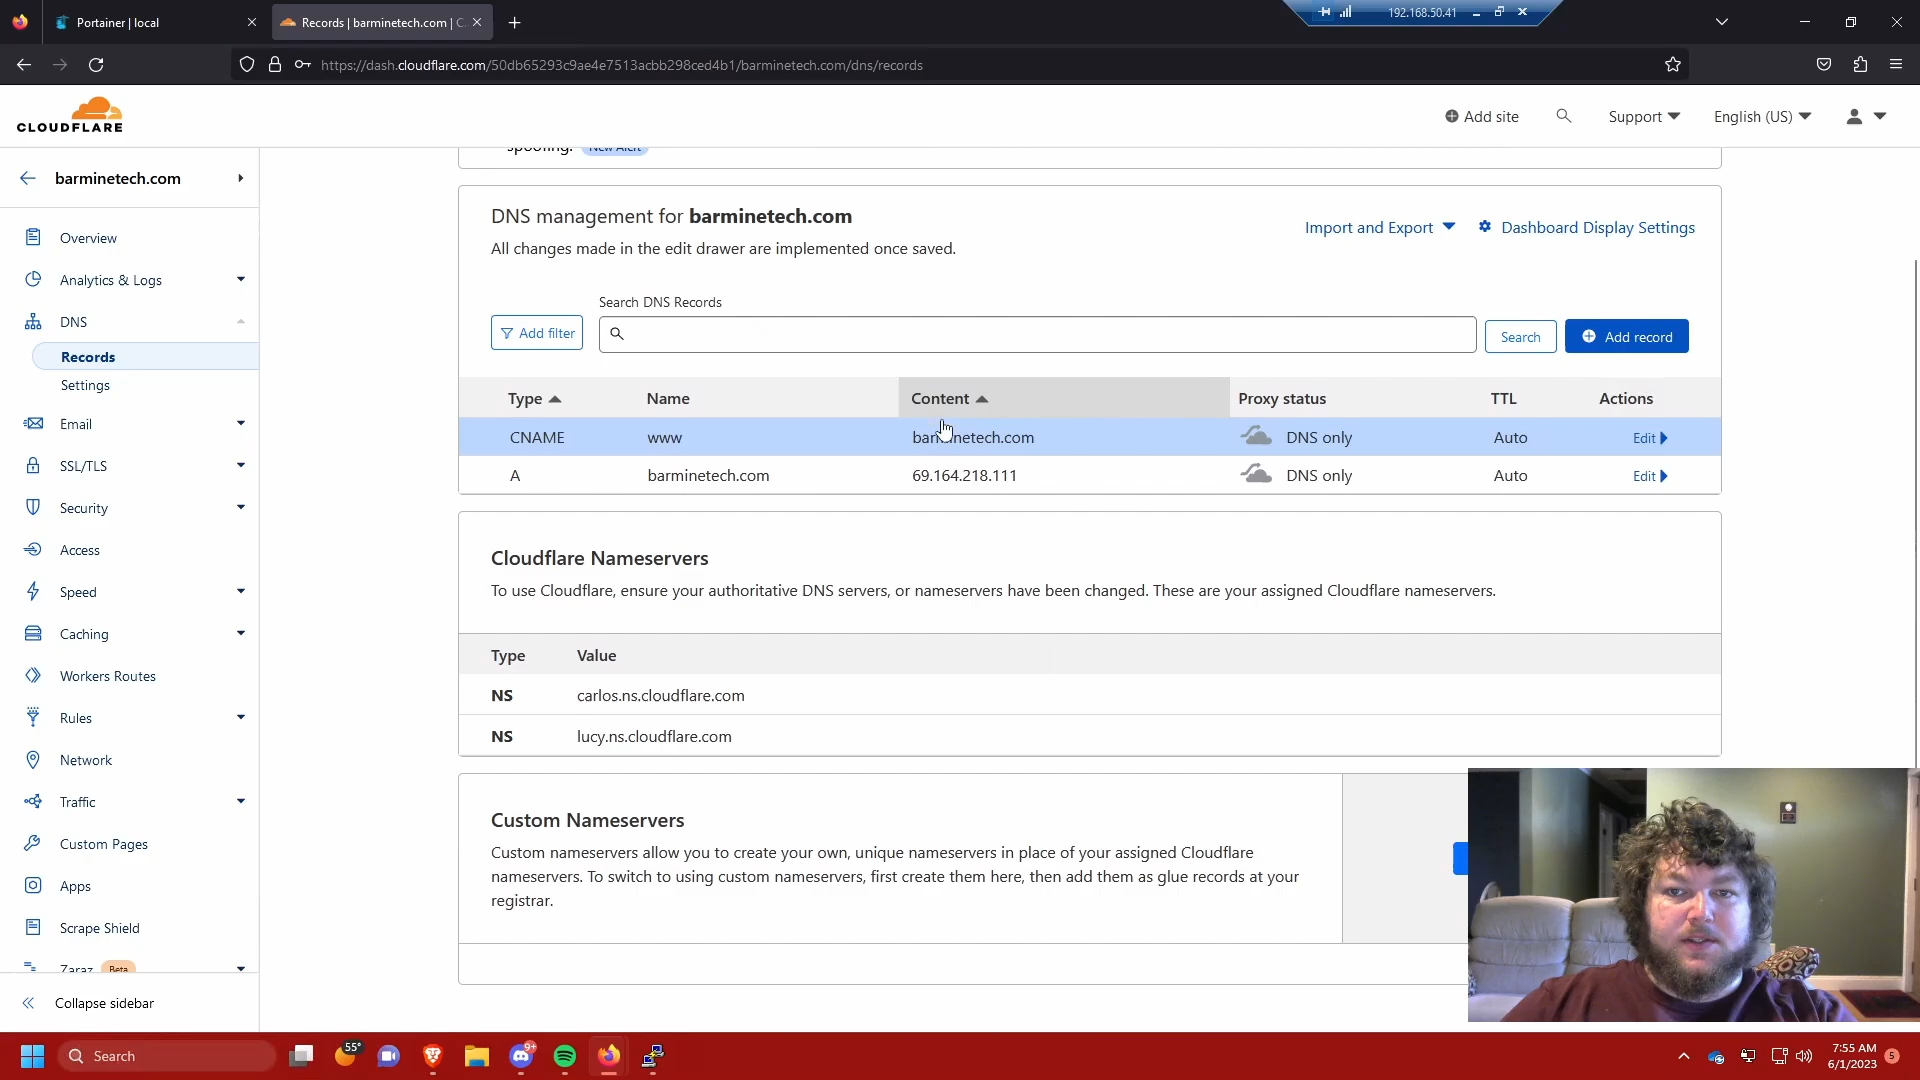 Portainer | local
Records | barminetech.com | C
192.168.50.41
https://dash.cloudflare.com/50db65293c9ae4e7513acbb298ced4b1/barminetech.com/dns/records
CLOUDFLARE
Add site
Support
English (US)
barminetech.com
Overview
Analytics & Logs
DNS
Records
Settings
Email
SSL/TLS
Security
Access
Speed
Caching
Workers Routes
Rules
Network
Traffic
Custom Pages
Apps
Scrape Shield
Zaraz Beta
Collapse sidebar
spoofing. New Alert
DNS management for barminetech.com
All changes made in the edit drawer are implemented once saved.
Import and Export
Dashboard Display Settings
Search DNS Records
Add filter
Search
Add record
Type Name Content Proxy status TTL Actions
CNAME www barminetech.com DNS only Auto Edit
A barminetech.com 69.164.218.111 DNS only Auto Edit
Cloudflare Nameservers
To use Cloudflare, ensure your authoritative DNS servers, or nameservers have been changed. These are your assigned Cloudflare nameservers.
Type Value
NS carlos.ns.cloudflare.com
NS lucy.ns.cloudflare.com
Custom Nameservers
Custom nameservers allow you to create your own, unique nameservers in place of your assigned Cloudflare
nameservers. To switch to using custom nameservers, first create them here, then add them as glue records at your
registrar.
Search
55°
9+
7:55 AM
6/1/2023
5